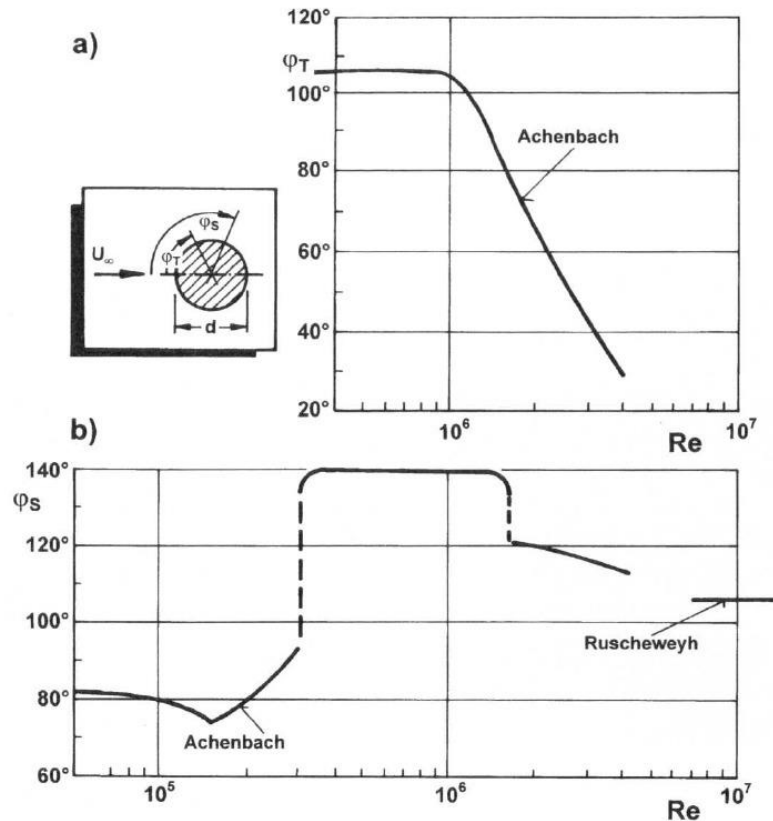 a)
120°
φT
100°
80°
60°
40°
20°
Achenbach
U∞
φS
φT
d
10⁶
10⁷
Re
b)
140°
φS
120°
100°
80°
60°
Achenbach
Ruscheweyh
10⁵
10⁶
10⁷
Re